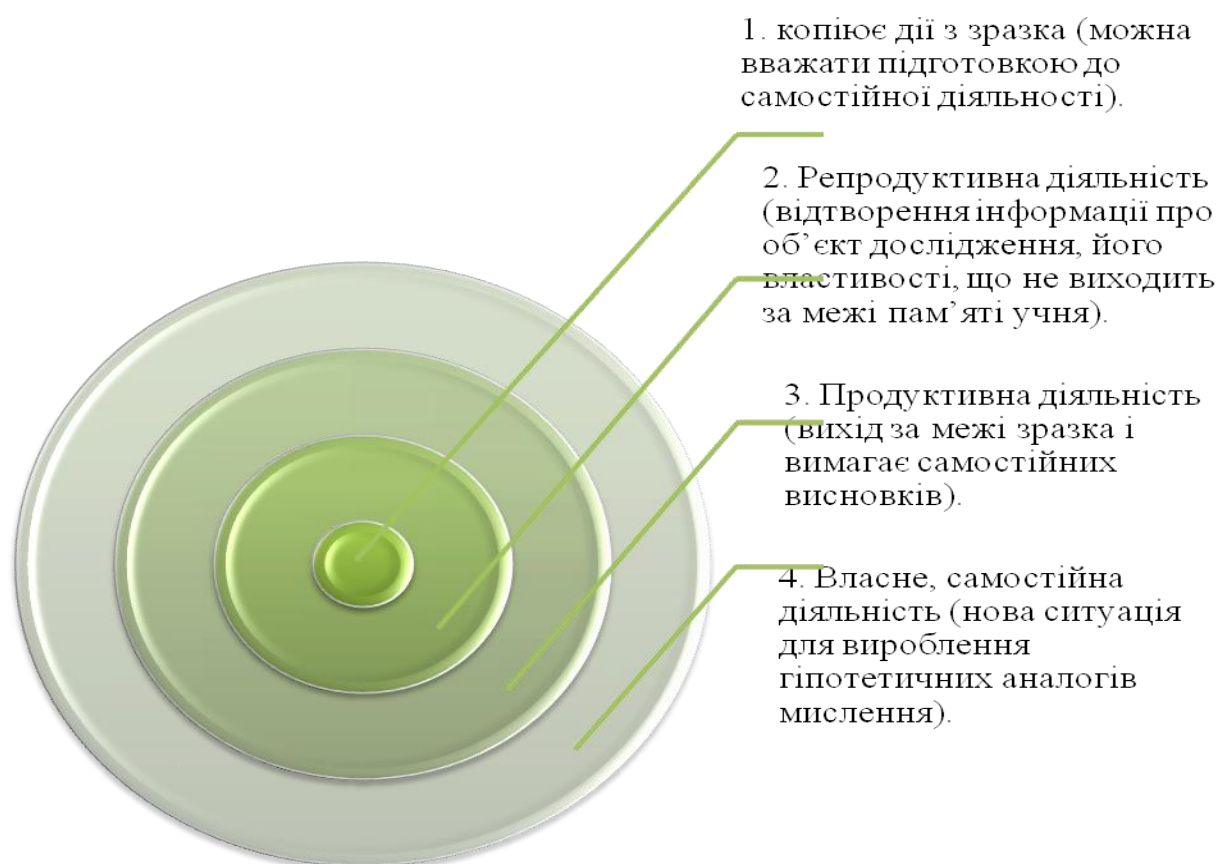 1. копіює дії з зразка (можна
вважати підготовкою до
самостійної діяльності).
2. Репродуктивна діяльність
(відтворення інформації про
об’єкт дослідження, його
властивості, що не виходить
за межі пам’яті учня).
3. Продуктивна діяльність
(вихід за межі зразка і
вимагає самостійних
висновків).
4. Власне, самостійна
діяльність (нова ситуація
для вироблення
гіпотетичних аналогів
мислення).